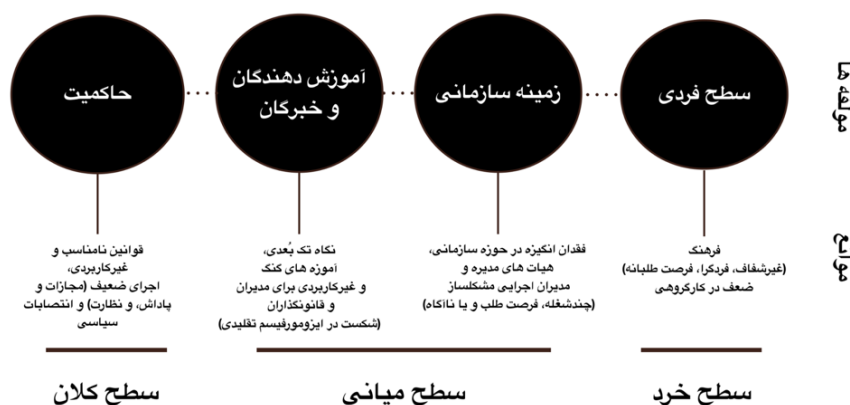 مولفه ها
سطح فردی
زمینه سازمانی
آموزش دهندگان
و خبرگان
حاکمیت
موانع
فرهنگ
(غیرشفاف، فردگرا، فرصت طلبانه)
ضعف در کارگروهی
فقدان انگیزه در حوزه سازمانی،
هیات های مدیره و
مدیران اجرایی مشکلساز
(چندشغله، فرصت طلب و یا ناآگاه)
نگاه تک بُعدی،
آموزه های گنگ
و غیرکاربردی برای مدیران
و قانونگذاران
(شکست در ایزومورفیسم تقلیدی)
قوانین نامناسب و
غیرکاربردی،
اجرای ضعیف (مجازات و
پاداش، و نظارت) و انتصابات
سیاسی
سطح خرد
سطح میانی
سطح کلان